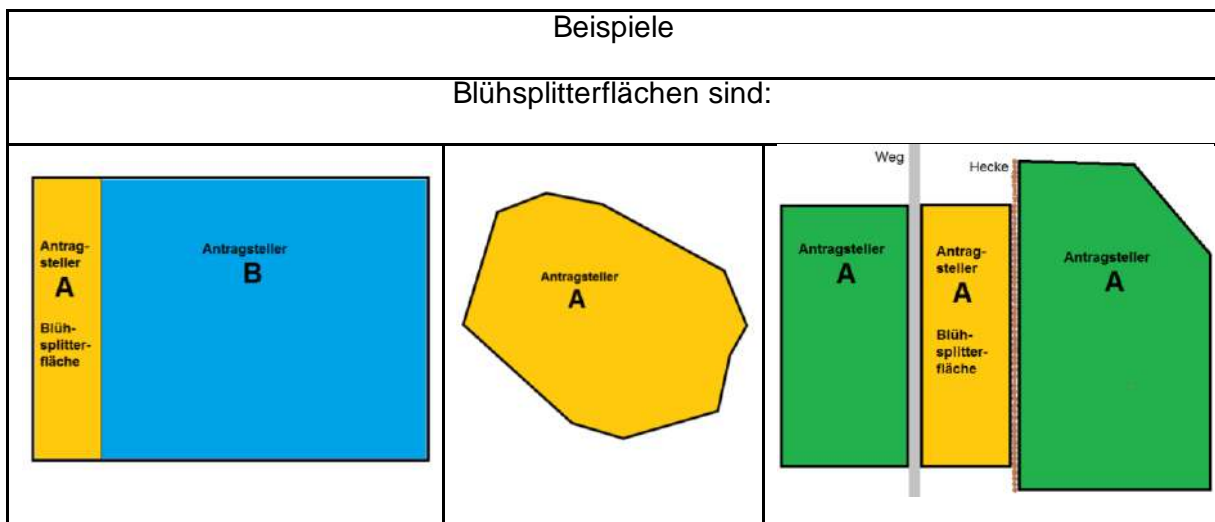 Beispiele
Blühsplitterflächen sind:
Antrag-
steller
A
Blüh-
splitter-
fläche
Antragsteller
B
Antragsteller
A
Weg
Hecke
Antragsteller
A
Antrag-
steller
A
Blüh-
splitter-
fläche
Antragsteller
A